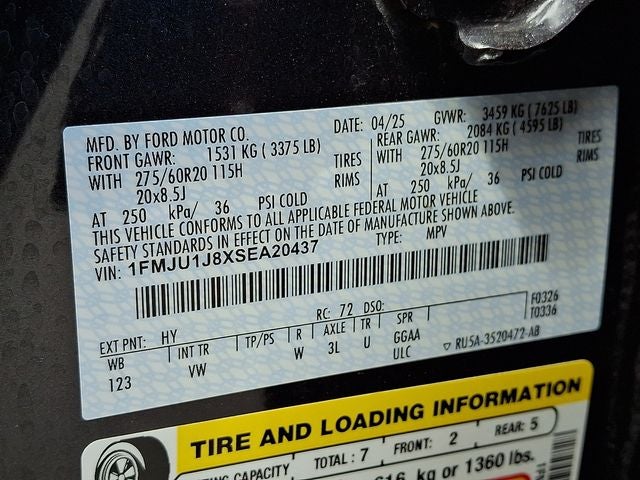 MFD. BY FORD MOTOR CO.
DATE: 04/25 GVWR: 3459 KG ( 7625 LB)
FRONT GAWR: 1531 KG ( 3375 LB)
REAR GAWR: 2084 KG ( 4595 LB)
WITH 275/60R20 115H TIRES
WITH 275/60R20 115H TIRES
20x8.5J RIMS
20x8.5J RIMS
AT 250 kPa/ 36 PSI COLD
AT 250 kPa/ 36 PSI COLD
THIS VEHICLE CONFORMS TO ALL APPLICABLE FEDERAL MOTOR VEHICLE
SAFETY STANDARDS IN EFFECT ON THE DATE OF MANUFACTURE SHOWN ABOVE.
VIN: 1FMJU1J8XSEA20437 TYPE: MPV
F0326
T0336
EXT PNT: HY RC: 72 DSO:
WB INT TR TP/PS R AXLE TR SPR
123 VW W 3L U GGAA
ULC ▽ RU5A-3520472-AB
TIRE AND LOADING INFORMATION
CAPACITY TOTAL : 7 FRONT: 2 REAR: 5
kg or 1360 lbs.